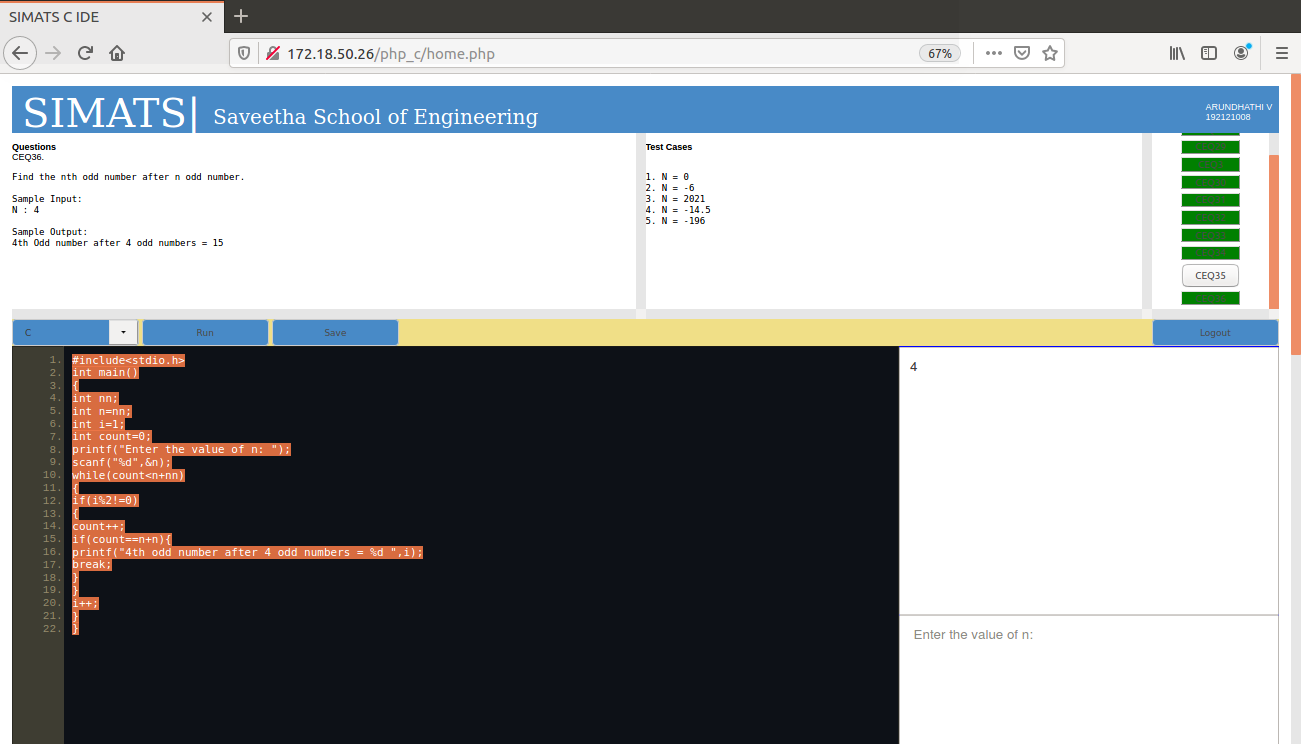 SIMATS C IDE
172.18.50.26/php_c/home.php
67%
SIMATS| Saveetha School of Engineering
ARUNDHATHI V
192121008
Questions
CEQ36.
Find the nth odd number after n odd number.
Sample Input:
N : 4
Sample Output:
4th Odd number after 4 odd numbers = 15
Test Cases
1. N = 0
2. N = -6
3. N = 2021
4. N = -14.5
5. N = -196
CEQ35
C
Run
Save
Logout
1. #include<stdio.h>
2. int main()
3. {
4. int nn;
5. int n=nn;
6. int i=1;
7. int count=0;
8. printf("Enter the value of n: ");
9. scanf("%d",&n);
10. while(count<n+nn)
11. {
12. if(i%2!=0)
13. {
14. count++;
15. if(count==n+n){
16. printf("4th odd number after 4 odd numbers = %d ",i);
17. break;
18. }
19. }
20. i++;
21. }
22. }
4
Enter the value of n: